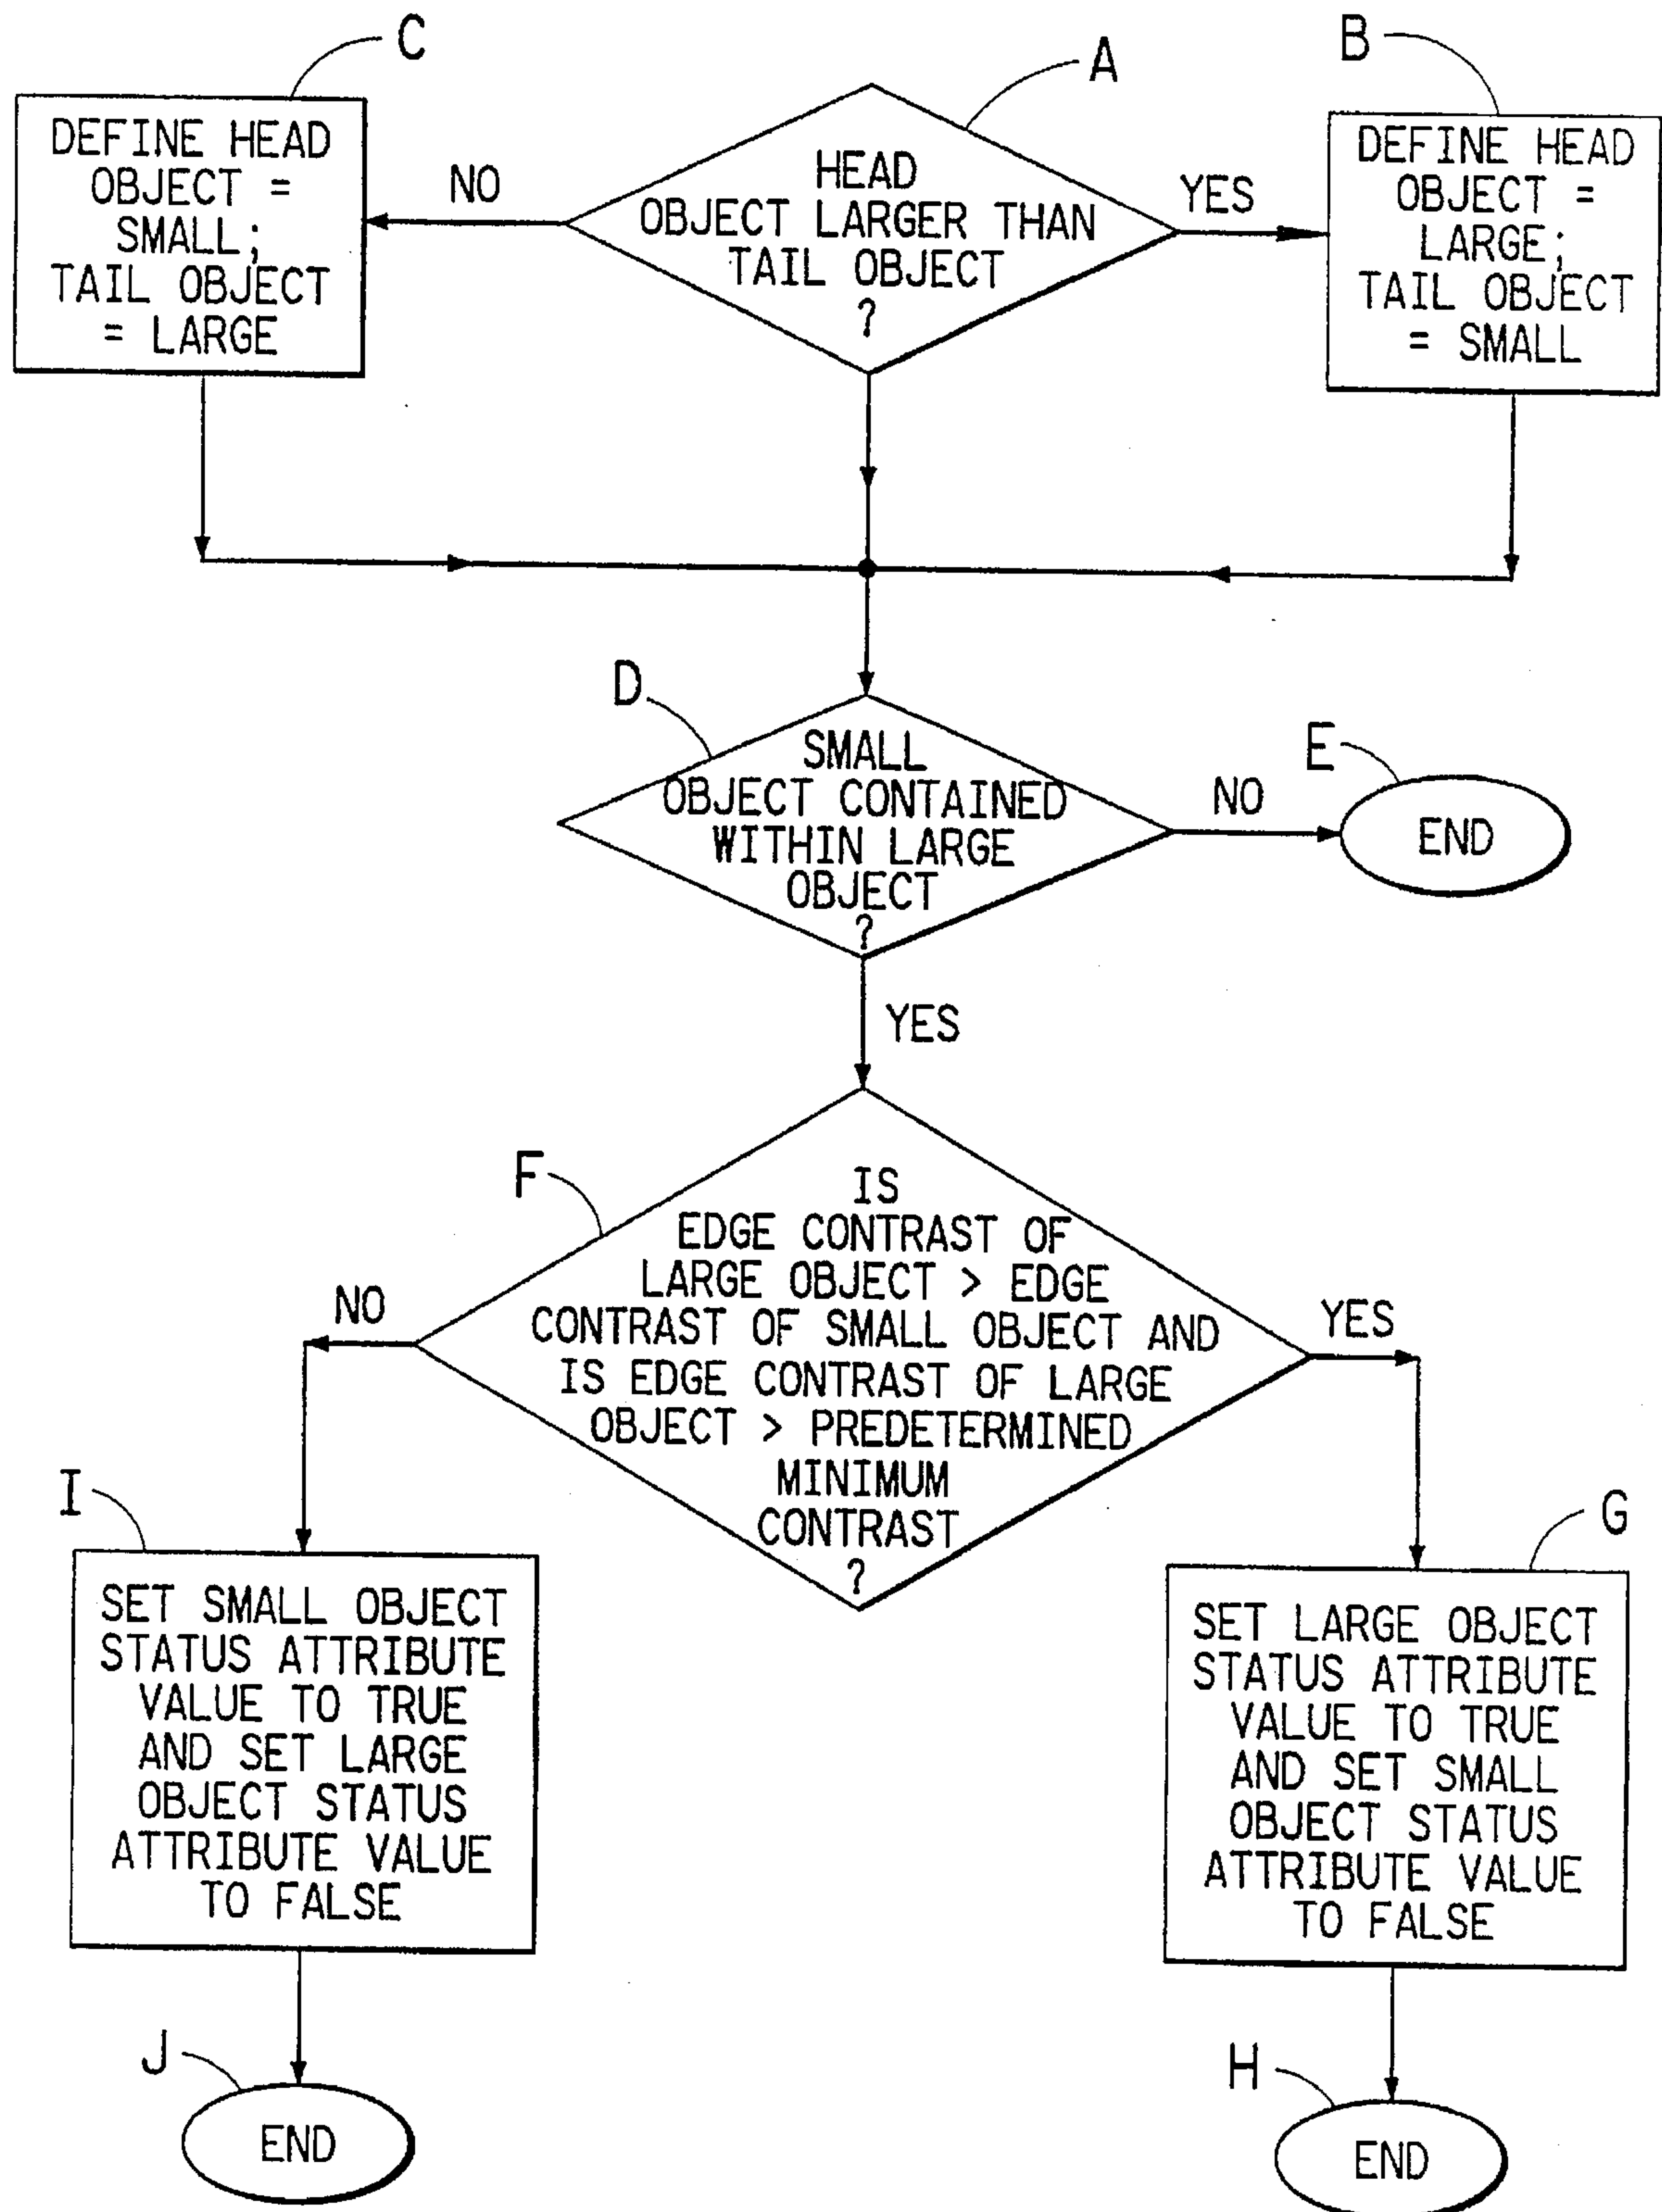 C
A
B
DEFINE HEAD
OBJECT =
SMALL;
TAIL OBJECT
= LARGE
NO
HEAD
OBJECT LARGER THAN
TAIL OBJECT
?
YES
DEFINE HEAD
OBJECT =
LARGE;
TAIL OBJECT
= SMALL
D
SMALL
OBJECT CONTAINED
WITHIN LARGE
OBJECT
?
NO
E
END
YES
F
IS
EDGE CONTRAST OF
LARGE OBJECT > EDGE
CONTRAST OF SMALL OBJECT AND
IS EDGE CONTRAST OF LARGE
OBJECT > PREDETERMINED
MINIMUM
CONTRAST
?
NO
YES
I
SET SMALL OBJECT
STATUS ATTRIBUTE
VALUE TO TRUE
AND SET LARGE
OBJECT STATUS
ATTRIBUTE VALUE
TO FALSE
G
SET LARGE OBJECT
STATUS ATTRIBUTE
VALUE TO TRUE
AND SET SMALL
OBJECT STATUS
ATTRIBUTE VALUE
TO FALSE
J
END
H
END